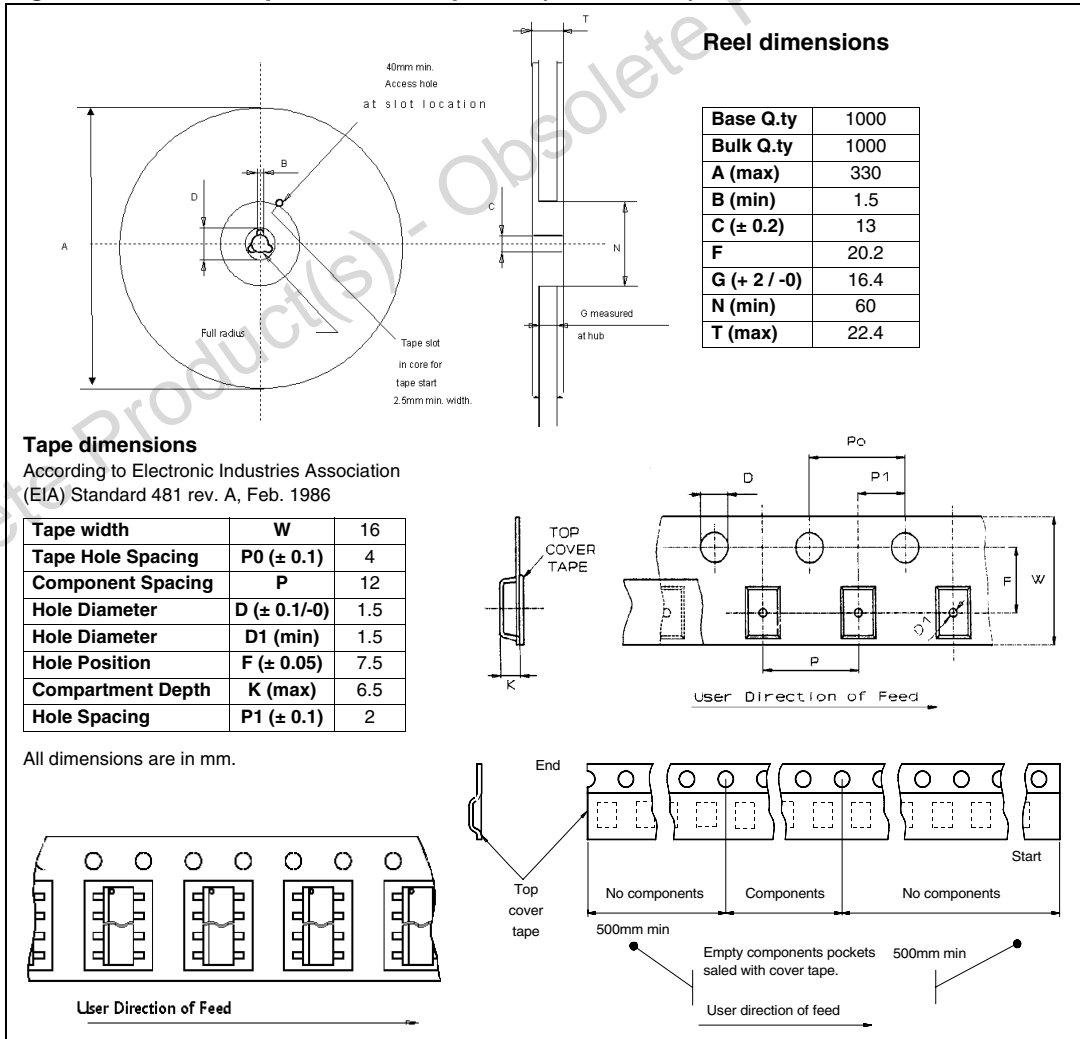 Reel dimensions
T
40mm min.
Access hole
at slot location
B
D
A
C
N
Full radius
Tape slot
in core for
tape start
2.5mm min. width.
G measured
at hub
Base Q.ty 1000
Bulk Q.ty 1000
A (max) 330
B (min) 1.5
C (± 0.2) 13
F 20.2
G (+ 2 / -0) 16.4
N (min) 60
T (max) 22.4
Tape dimensions
According to Electronic Industries Association
(EIA) Standard 481 rev. A, Feb. 1986
Tape width W 16
Tape Hole Spacing P0 (± 0.1) 4
Component Spacing P 12
Hole Diameter D (± 0.1/-0) 1.5
Hole Diameter D1 (min) 1.5
Hole Position F (± 0.05) 7.5
Compartment Depth K (max) 6.5
Hole Spacing P1 (± 0.1) 2
All dimensions are in mm.
TOP
COVER
TAPE
K
Po
D
P1
F
W
D1
P
User Direction of Feed
End
Start
Top
cover
tape
No components
Components
No components
500mm min
Empty components pockets
saled with cover tape.
500mm min
User direction of feed
User Direction of Feed
Product(s) - Obsolete